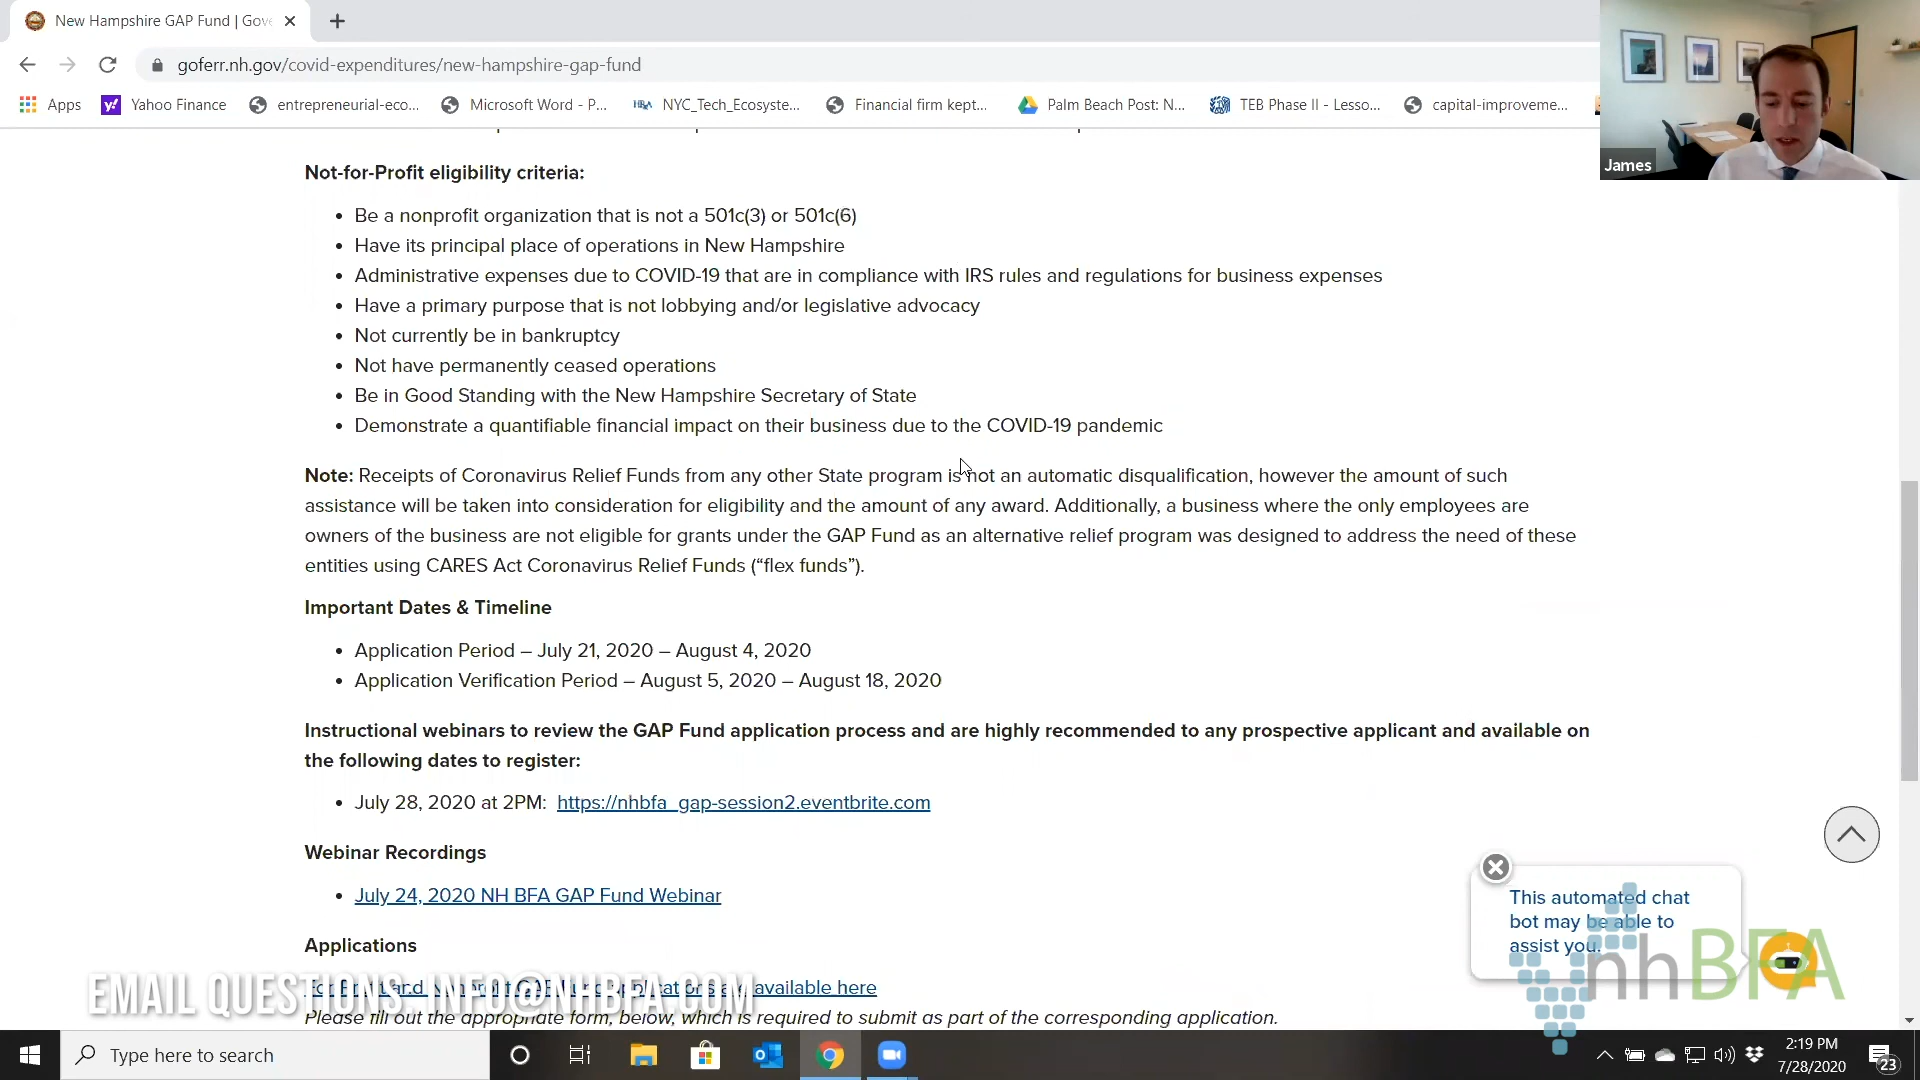 New Hampshire GAP Fund | Gov
goferr.nh.gov/covid-expenditures/new-hampshire-gap-fund
Apps Yahoo Finance entrepreneurial-eco... Microsoft Word - P... NYC_Tech_Ecosyste... Financial firm kept... Palm Beach Post: N... TEB Phase II - Lesso... capital-improveme...
James
Not-for-Profit eligibility criteria:
• Be a nonprofit organization that is not a 501c(3) or 501c(6)
• Have its principal place of operations in New Hampshire
• Administrative expenses due to COVID-19 that are in compliance with IRS rules and regulations for business expenses
• Have a primary purpose that is not lobbying and/or legislative advocacy
• Not currently be in bankruptcy
• Not have permanently ceased operations
• Be in Good Standing with the New Hampshire Secretary of State
• Demonstrate a quantifiable financial impact on their business due to the COVID-19 pandemic
Note: Receipts of Coronavirus Relief Funds from any other State program is not an automatic disqualification, however the amount of such
assistance will be taken into consideration for eligibility and the amount of any award. Additionally, a business where the only employees are
owners of the business are not eligible for grants under the GAP Fund as an alternative relief program was designed to address the need of these
entities using CARES Act Coronavirus Relief Funds (“flex funds”).
Important Dates & Timeline
• Application Period – July 21, 2020 – August 4, 2020
• Application Verification Period – August 5, 2020 – August 18, 2020
Instructional webinars to review the GAP Fund application process and are highly recommended to any prospective applicant and available on
the following dates to register:
• July 28, 2020 at 2PM: https://nhbfa_gap-session2.eventbrite.com
Webinar Recordings
• July 24, 2020 NH BFA GAP Fund Webinar
This automated chat
bot may be able to
assist you.
nhBFA
Applications
For Profit and Nonprofit GAP Fund applications are available here
EMAIL QUESTIONS: INFO@NHBFA.COM
Please fill out the appropriate form, below, which is required to submit as part of the corresponding application.
Type here to search
2:19 PM
7/28/2020
23